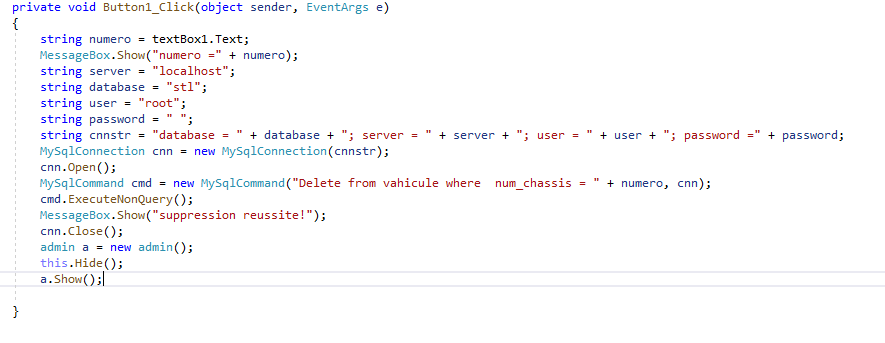 private void Button1_Click(object sender, EventArgs e)
{
string numero = textBox1.Text;
MessageBox.Show("numero =" + numero);
string server = "localhost";
string database = "stl";
string user = "root";
string password = " ";
string cnnstr = "database = " + database + "; server = " + server + "; user = " + user + "; password =" + password;
MySqlConnection cnn = new MySqlConnection(cnnstr);
cnn.Open();
MySqlCommand cmd = new MySqlCommand("Delete from vahicule where  num_chassis = " + numero, cnn);
cmd.ExecuteNonQuery();
MessageBox.Show("suppression reussite!");
cnn.Close();
admin a = new admin();
this.Hide();
a.Show();
}